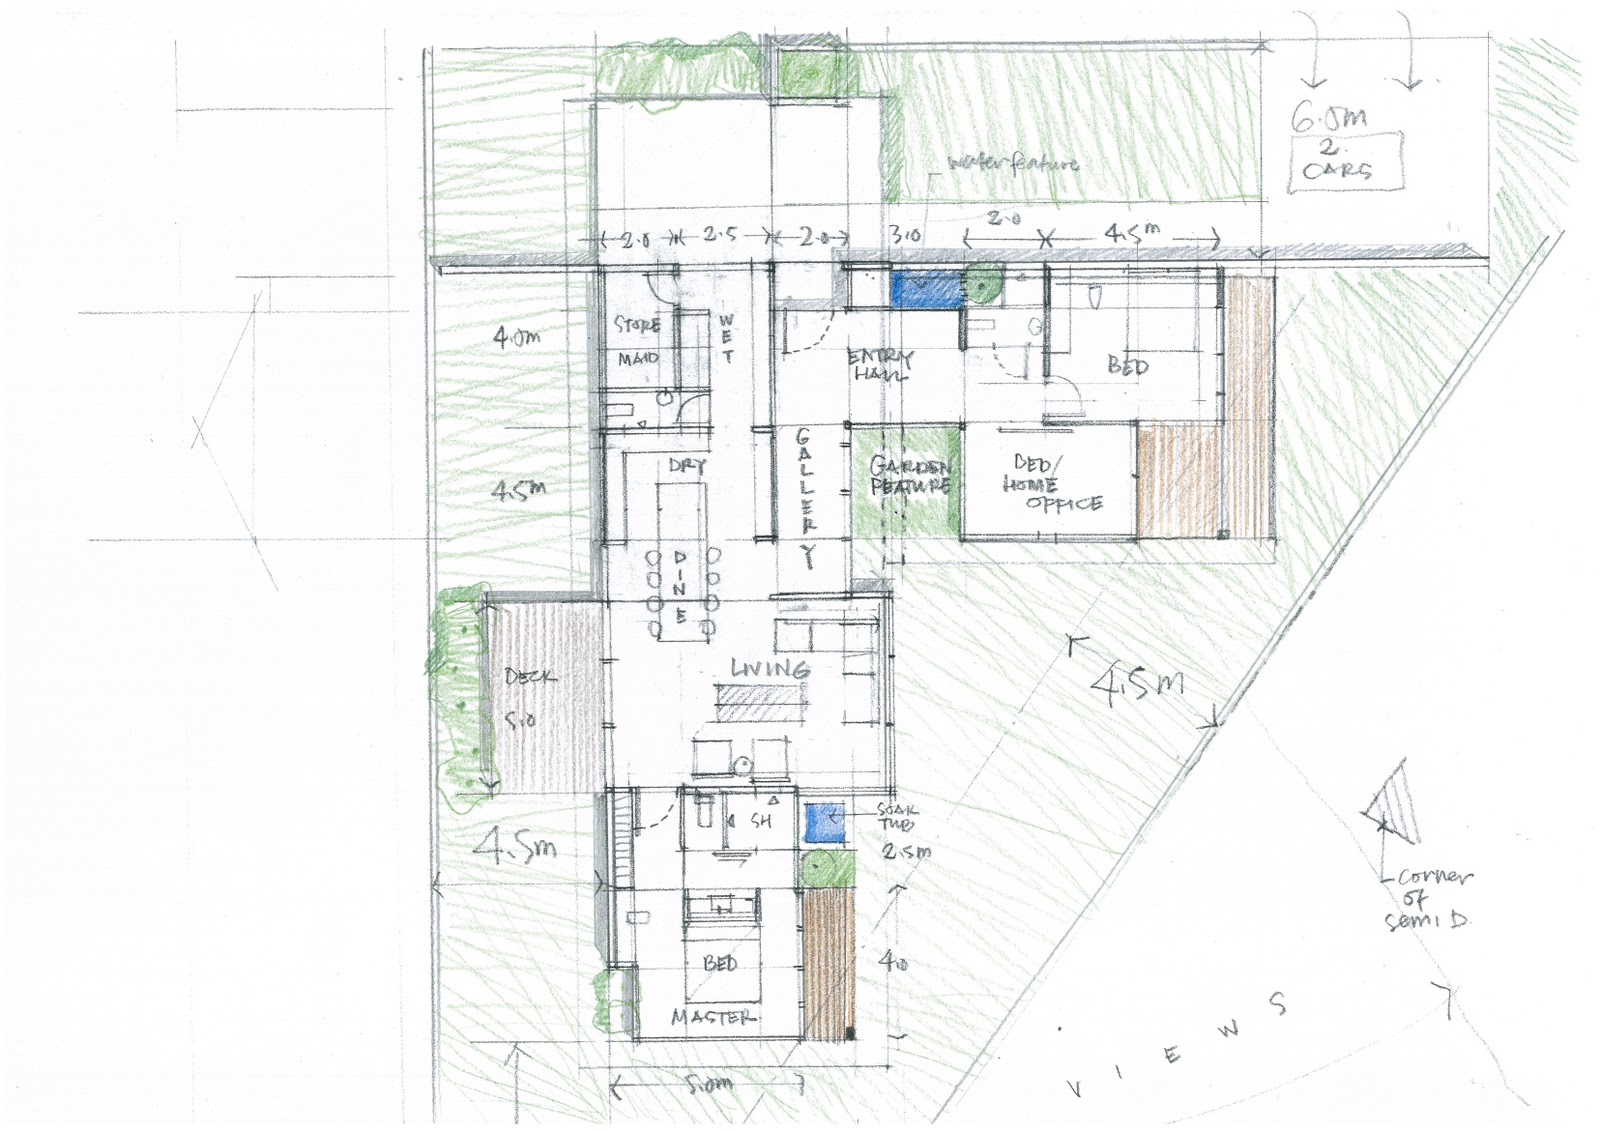 6.0m
2.
CARS
water feature
2.0
2.5
2.0
3.0
2.0
4.5m
4.0m
STORE
MAID
WET
ENTRY
HALL
BED
4.5m
DRY
GALLERY
GARDEN
FEATURE
BED/
HOME
OFFICE
DINE
DECK
5.0
LIVING
4.5m
4.5m
SH
SOAK
TUB
2.5m
corner
of
semi D.
BED
4.0
MASTER
VIEWS
5.0m